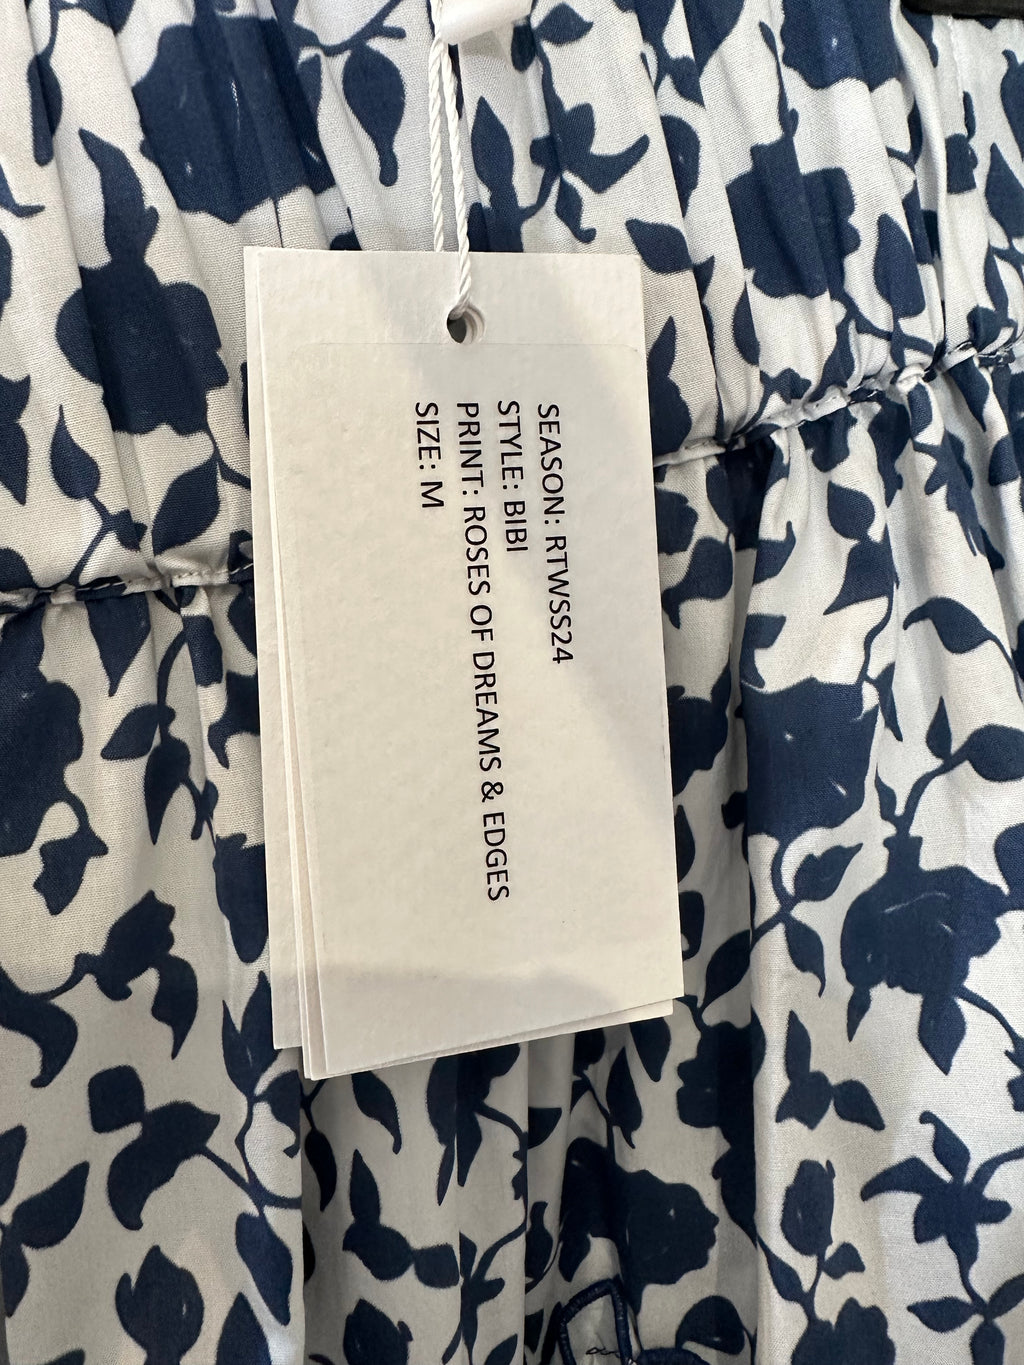 SEASON: RTWSS24
STYLE: BIBI
PRINT: ROSES OF DREAMS & EDGES
SIZE: M